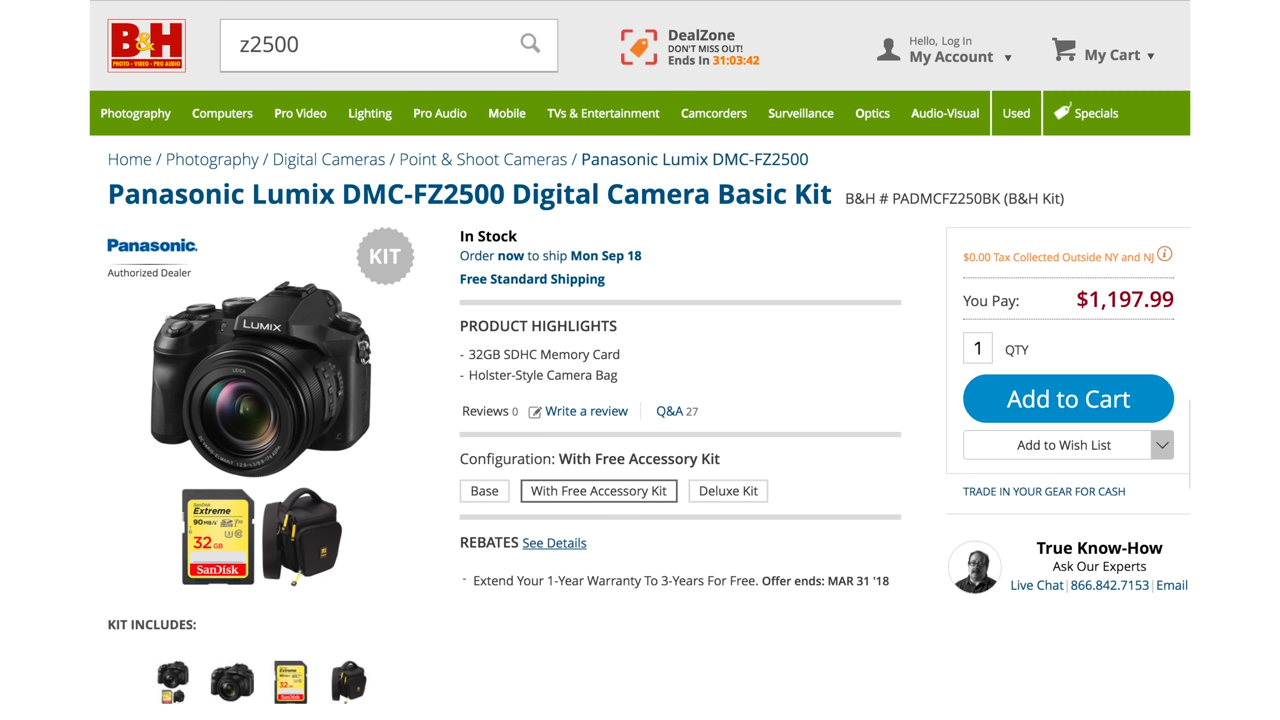 B&H
PHOTO · VIDEO · PRO AUDIO
z2500
DealZone
DON'T MISS OUT!
Ends In 31:03:42
Hello, Log In
My Account
My Cart
Photography Computers Pro Video Lighting Pro Audio Mobile TVs & Entertainment Camcorders Surveillance Optics Audio-Visual Used Specials
Home / Photography / Digital Cameras / Point & Shoot Cameras / Panasonic Lumix DMC-FZ2500
Panasonic Lumix DMC-FZ2500 Digital Camera Basic Kit B&H # PADMCFZ250BK (B&H Kit)
Panasonic.
Authorized Dealer
KIT
LUMIX
LEICA
SanDisk
Extreme
90 MB/s
32 GB
SanDisk
In Stock
Order now to ship Mon Sep 18
Free Standard Shipping
PRODUCT HIGHLIGHTS
- 32GB SDHC Memory Card
- Holster-Style Camera Bag
Reviews 0 Write a review Q&A 27
Configuration: With Free Accessory Kit
Base With Free Accessory Kit Deluxe Kit
REBATES See Details
- Extend Your 1-Year Warranty To 3-Years For Free. Offer ends: MAR 31 '18
$0.00 Tax Collected Outside NY and NJ
You Pay: $1,197.99
1 QTY
Add to Cart
Add to Wish List
TRADE IN YOUR GEAR FOR CASH
True Know-How
Ask Our Experts
Live Chat | 866.842.7153 | Email
KIT INCLUDES:
Extreme
32
SanDisk